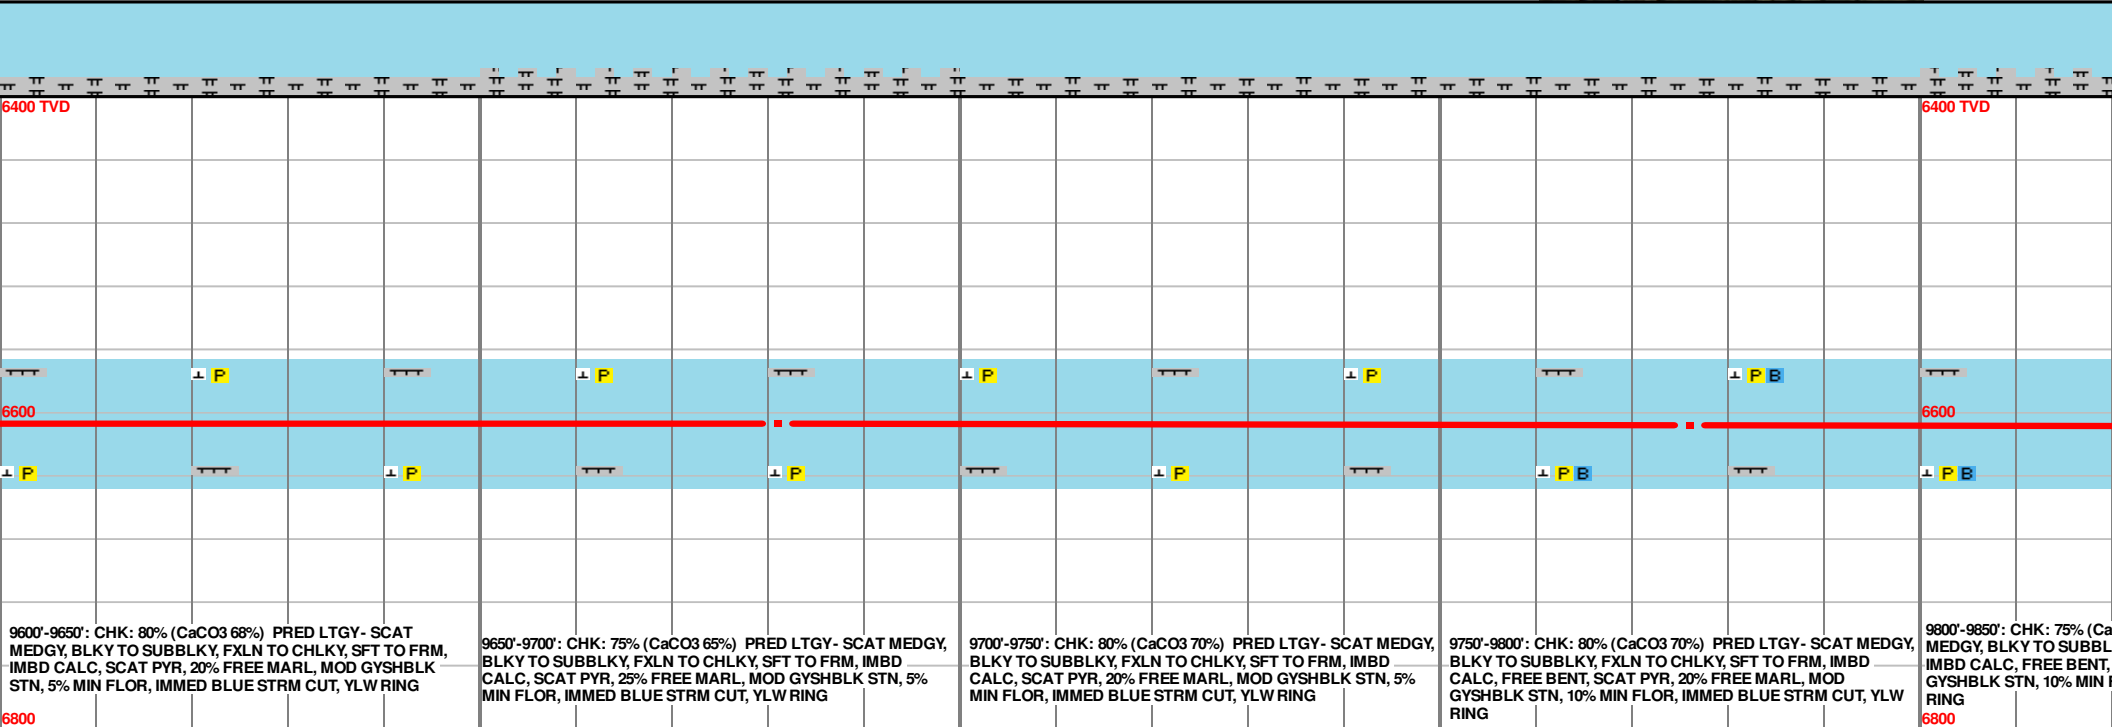 6400 TVD
6400 TVD
P
P
P
P
P B
6600
6600
P
P
P
P
P B
P B
9600'-9650': CHK: 80% (CaCO3 68%) PRED LTGY- SCAT
MEDGY, BLKY TO SUBBLKY, FXLN TO CHLKY, SFT TO FRM,
IMBD CALC, SCAT PYR, 20% FREE MARL, MOD GYSHBLK
STN, 5% MIN FLOR, IMMED BLUE STRM CUT, YLW RING
9650'-9700': CHK: 75% (CaCO3 65%) PRED LTGY- SCAT MEDGY,
BLKY TO SUBBLKY, FXLN TO CHLKY, SFT TO FRM, IMBD
CALC, SCAT PYR, 25% FREE MARL, MOD GYSHBLK STN, 5%
MIN FLOR, IMMED BLUE STRM CUT, YLW RING
9700'-9750': CHK: 80% (CaCO3 70%) PRED LTGY- SCAT MEDGY,
BLKY TO SUBBLKY, FXLN TO CHLKY, SFT TO FRM, IMBD
CALC, SCAT PYR, 20% FREE MARL, MOD GYSHBLK STN, 5%
MIN FLOR, IMMED BLUE STRM CUT, YLW RING
9750'-9800': CHK: 80% (CaCO3 70%) PRED LTGY- SCAT MEDGY,
BLKY TO SUBBLKY, FXLN TO CHLKY, SFT TO FRM, IMBD
CALC, FREE BENT, SCAT PYR, 20% FREE MARL, MOD
GYSHBLK STN, 10% MIN FLOR, IMMED BLUE STRM CUT, YLW
RING
9800'-9850': CHK: 75% (Ca
MEDGY, BLKY TO SUBBL
IMBD CALC, FREE BENT,
GYSHBLK STN, 10% MIN
RING
6800
6800